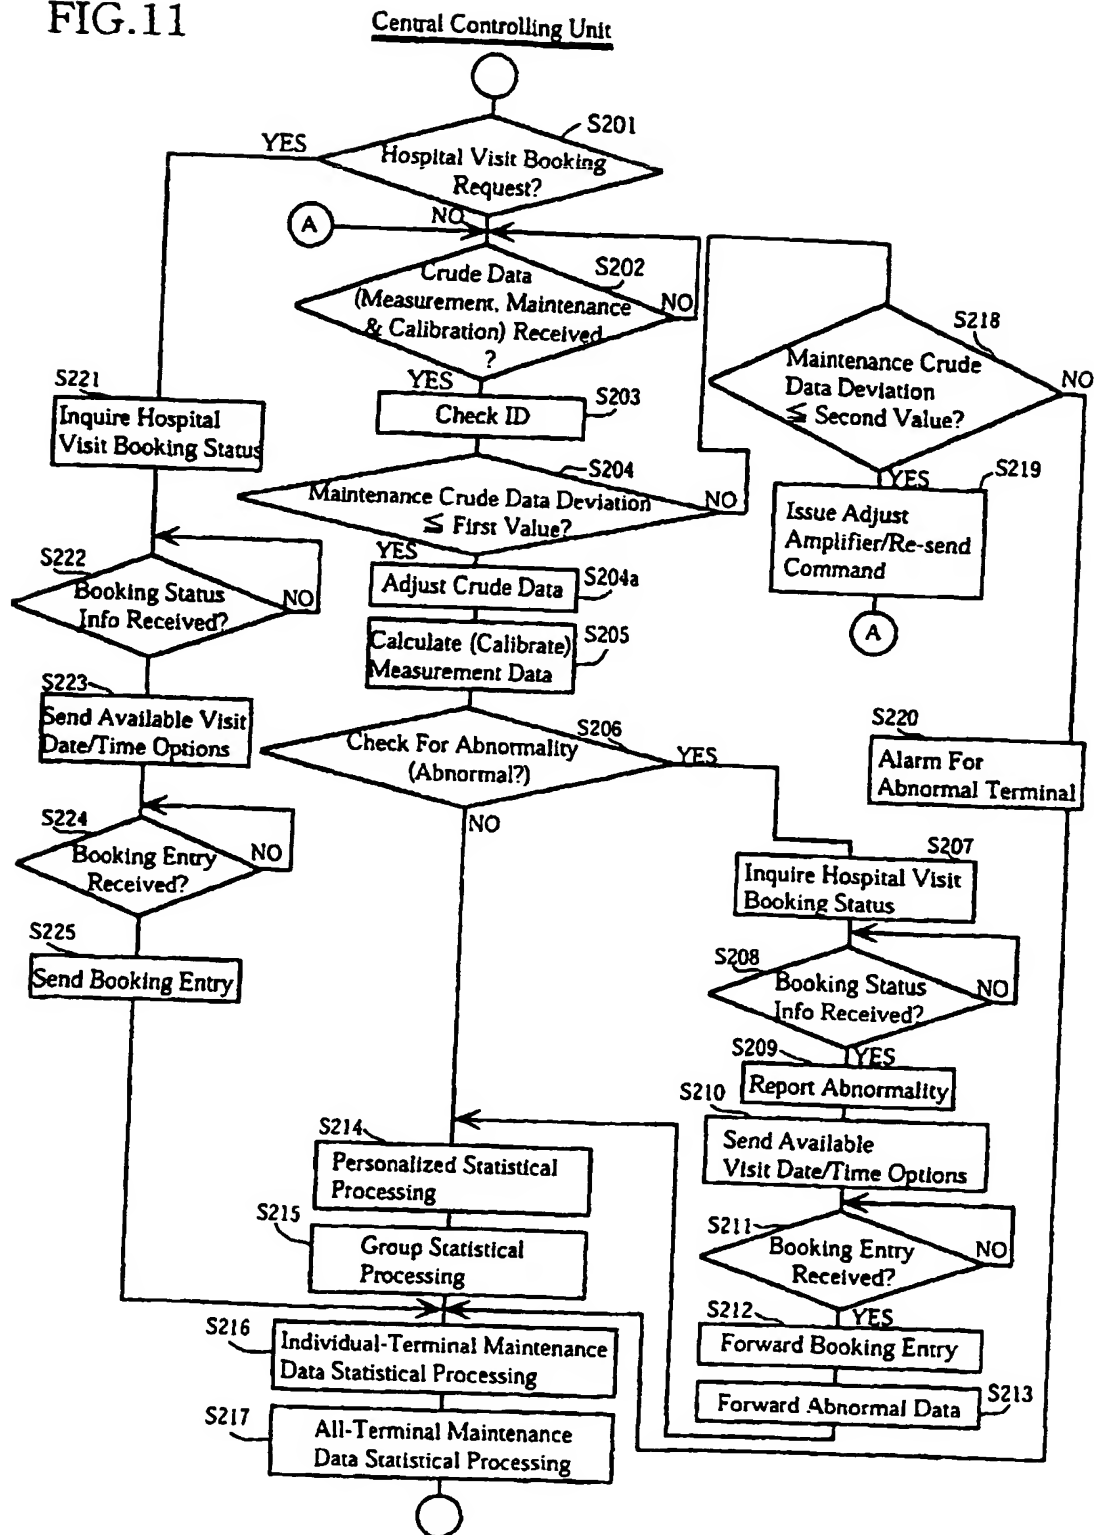 FIG.11
Central Controlling Unit
S201
YES
Hospital Visit Booking
Request?
NO
A
S202
Crude Data
(Measurement, Maintenance
& Calibration) Received
?
NO
YES
S203
Check ID
S204
Maintenance Crude Data Deviation
≦ First Value?
NO
YES
S204a
Adjust Crude Data
S205
Calculate (Calibrate)
Measurement Data
S206
Check For Abnormality
(Abnormal?)
YES
NO
S218
Maintenance Crude
Data Deviation
≦ Second Value?
NO
YES
S219
Issue Adjust
Amplifier/Re-send
Command
A
S220
Alarm For
Abnormal Terminal
S221
Inquire Hospital
Visit Booking Status
S222
Booking Status
Info Received?
NO
S223
Send Available Visit
Date/Time Options
S224
Booking Entry
Received?
NO
S225
Send Booking Entry
S207
Inquire Hospital Visit
Booking Status
S208
Booking Status
Info Received?
NO
YES
S209
Report Abnormality
S210
Send Available
Visit Date/Time Options
S211
Booking Entry
Received?
NO
YES
S212
Forward Booking Entry
S213
Forward Abnormal Data
S214
Personalized Statistical
Processing
S215
Group Statistical
Processing
S216
Individual-Terminal Maintenance
Data Statistical Processing
S217
All-Terminal Maintenance
Data Statistical Processing